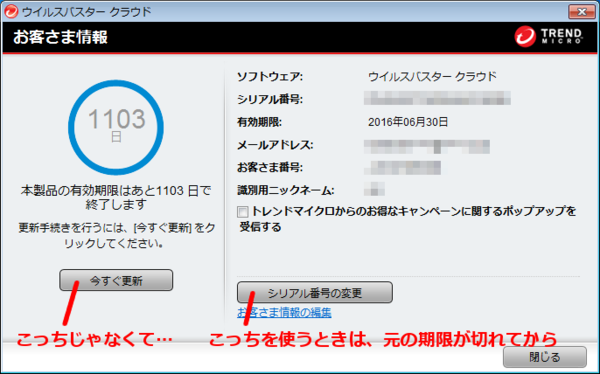 ウイルスバスター クラウド
お客さま情報
TREND
MICRO
1103
日
本製品の有効期限はあと1103 日で
終了します
更新手続きを行うには、[今すぐ更新] をク
リックしてください。
今すぐ更新
ソフトウェア: ウイルスバスター クラウド
シリアル番号:
有効期限: 2016年06月30日
メールアドレス:
お客さま番号:
識別用ニックネーム:
トレンドマイクロからのお得なキャンペーンに関するポップアップを
受信する
シリアル番号の変更
お客さま情報の編集
こっちじゃなくて…
こっちを使うときは、元の期限が切れてから
閉じる